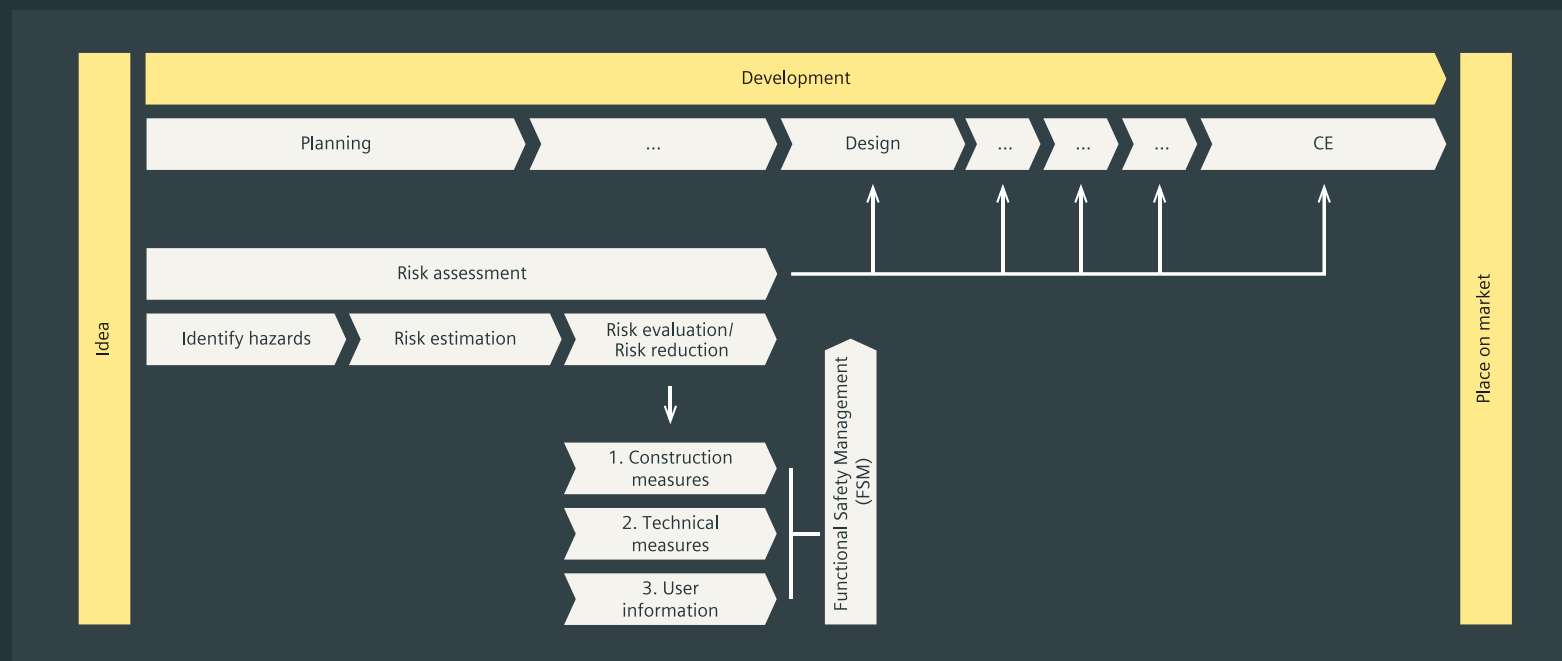 Development
Planning
...
Design
...
...
...
CE
Idea
Risk assessment
Identify hazards
Risk estimation
Risk evaluation/
Risk reduction
1. Construction
measures
2. Technical
measures
3. User
information
Functional Safety Management
(FSM)
Place on market